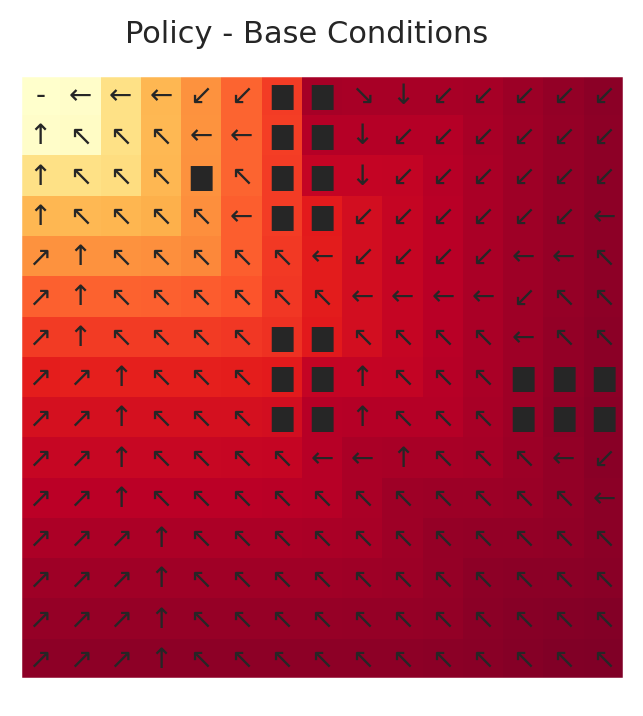 Policy - Base Conditions
- ← ← ← ↙ ↙ ■ ■ ↘ ↓ ↙ ↙ ↙ ↙ ↙
↑ ↖ ↖ ↖ ← ← ■ ■ ↓ ↙ ↙ ↙ ↙ ↙ ↙
↑ ↖ ↖ ↖ ■ ↖ ■ ■ ↓ ↙ ↙ ↙ ↙ ↙ ↙
↑ ↖ ↖ ↖ ↖ ← ■ ■ ↙ ↙ ↙ ↙ ↙ ↙ ←
↗ ↑ ↖ ↖ ↖ ↖ ↖ ← ↙ ↙ ↙ ↙ ← ← ↖
↗ ↑ ↖ ↖ ↖ ↖ ↖ ↖ ← ← ← ← ↙ ↖ ↖
↗ ↑ ↖ ↖ ↖ ↖ ■ ■ ↖ ↖ ↖ ↖ ← ↖ ↖
↗ ↗ ↑ ↖ ↖ ↖ ■ ■ ↑ ↖ ↖ ↖ ■ ■ ■
↗ ↗ ↑ ↖ ↖ ↖ ■ ■ ↑ ↖ ↖ ↖ ■ ■ ■
↗ ↗ ↑ ↖ ↖ ↖ ↖ ← ← ↑ ↖ ↖ ↖ ← ↙
↗ ↗ ↑ ↖ ↖ ↖ ↖ ↖ ↖ ↖ ↖ ↖ ↖ ↖ ←
↗ ↗ ↗ ↑ ↖ ↖ ↖ ↖ ↖ ↖ ↖ ↖ ↖ ↖ ↖
↗ ↗ ↗ ↑ ↖ ↖ ↖ ↖ ↖ ↖ ↖ ↖ ↖ ↖ ↖
↗ ↗ ↗ ↑ ↖ ↖ ↖ ↖ ↖ ↖ ↖ ↖ ↖ ↖ ↖
↗ ↗ ↗ ↑ ↖ ↖ ↖ ↖ ↖ ↖ ↖ ↖ ↖ ↖ ↖